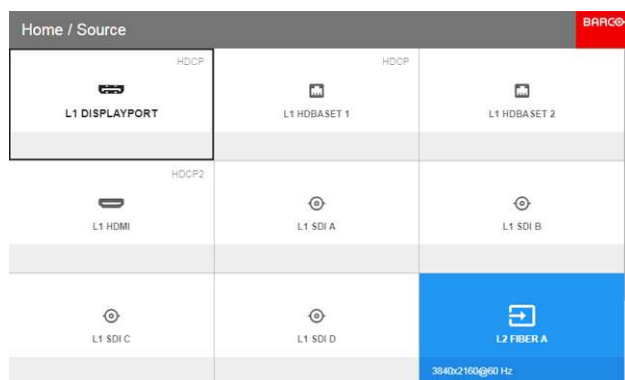 Home / Source
BARCO
HDCP
L1 DISPLAYPORT
HDCP
L1 HDBASET 1
L1 HDBASET 2
HDCP2
L1 HDMI
L1 SDI A
L1 SDI B
L1 SDI C
L1 SDI D
L2 FIBER A
3840x2160@60 Hz